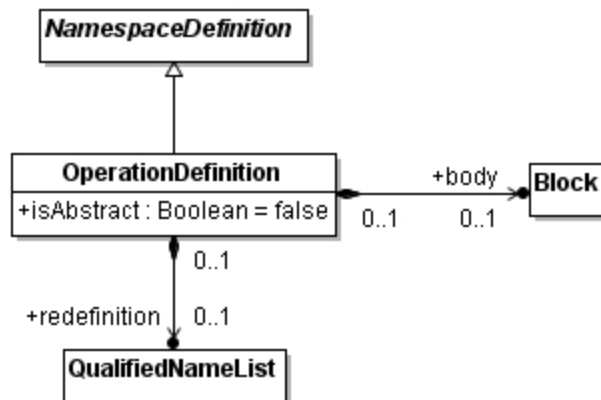 NamespaceDefinition
OperationDefinition
+isAbstract : Boolean = false
+body
0..1
0..1
Block
0..1
+redefinition
0..1
QualifiedNameList